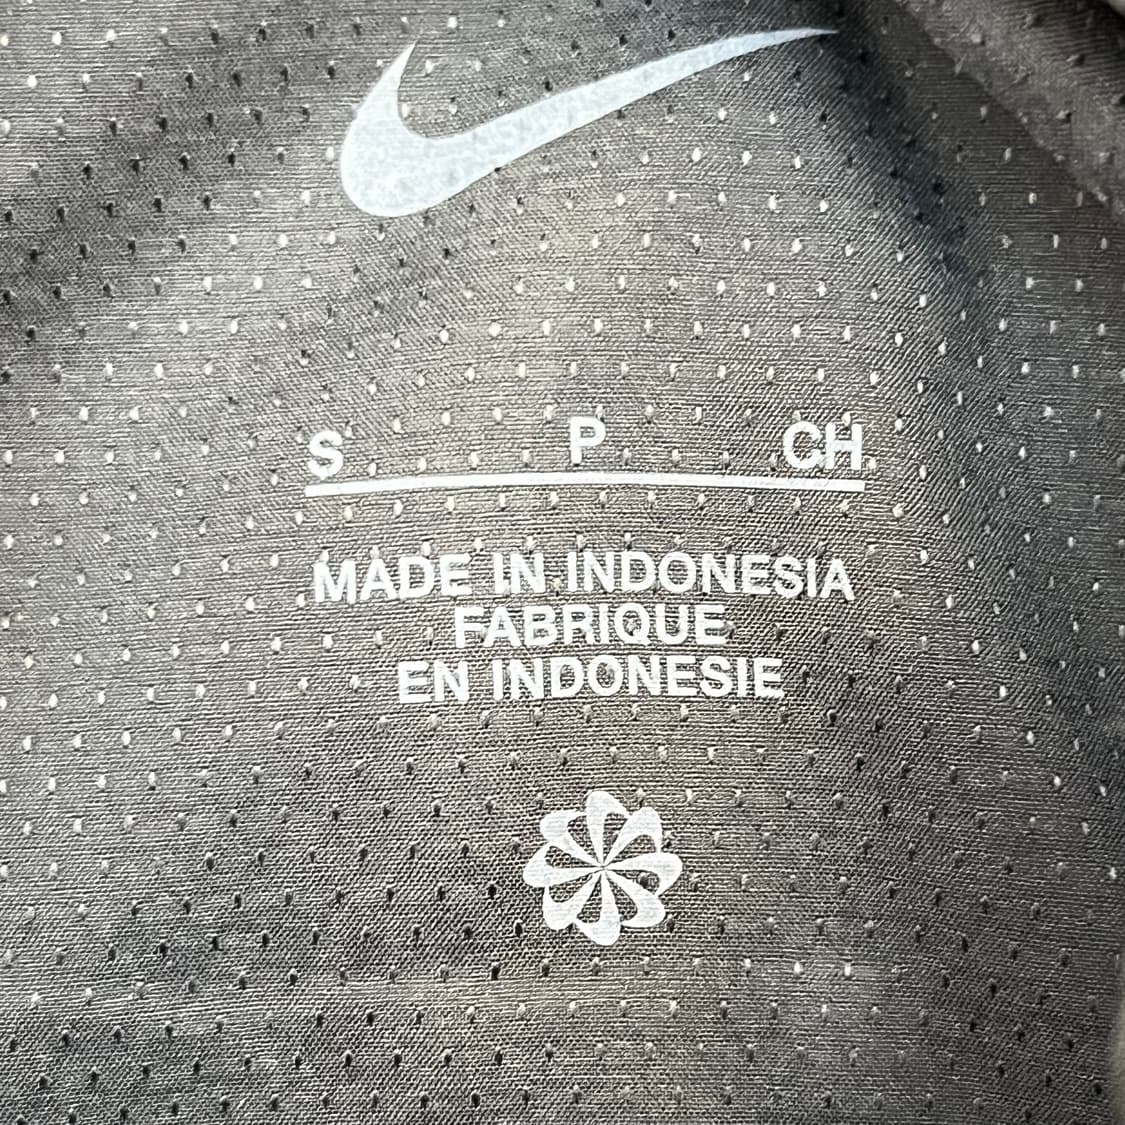 S P CH
MADE IN INDONESIA
FABRIQUE
EN INDONESIE